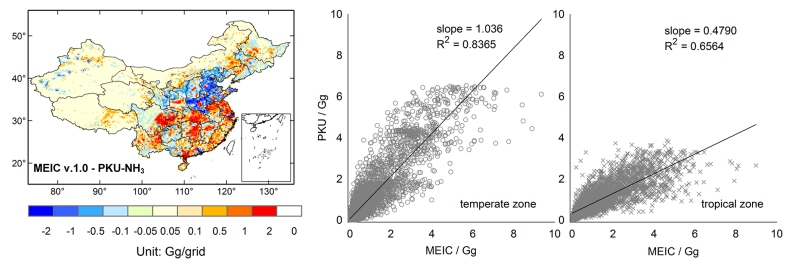 50°
40°
30°
20°
MEIC v.1.0 - PKU-NH3
80° 90° 100° 110° 120° 130°
-2 -1 -0.5 -0.1 -0.05 0.05 0.1 0.5 1 2 0
Unit: Gg/grid
10
8
6
4
2
0
PKU / Gg
slope = 1.036
R2 = 0.8365
temperate zone
0 2 4 6 8 10
MEIC / Gg
10
8
6
4
2
0
slope = 0.4790
R2 = 0.6564
tropical zone
0 2 4 6 8 10
MEIC / Gg